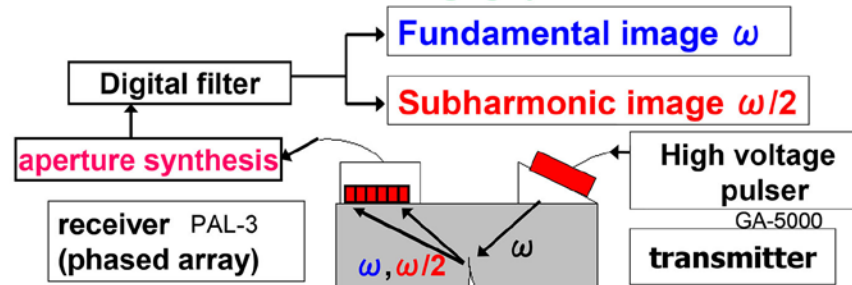 Fundamental image ω
Digital filter
Subharmonic image ω/2
aperture synthesis
High voltage
pulser
GA-5000
receiver PAL-3
(phased array)
transmitter
ω
ω,ω/2